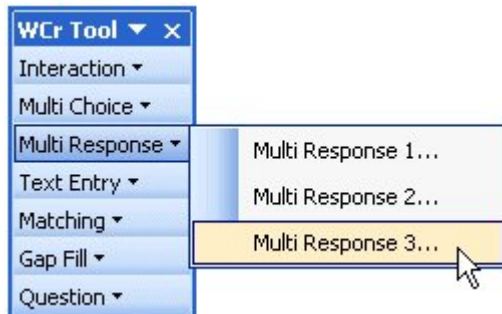 WCr Tool
Interaction
Multi Choice
Multi Response
Text Entry
Matching
Gap Fill
Question
Multi Response 1...
Multi Response 2...
Multi Response 3...